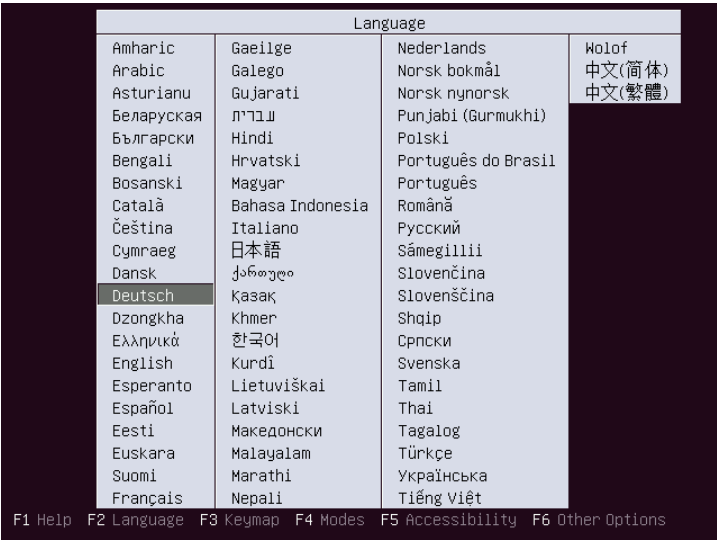 Language
Amharic
Arabic
Asturianu
Беларуская
Български
Bengali
Bosanski
Català
Čeština
Cymraeg
Dansk
Deutsch
Dzongkha
Ελληνικά
English
Esperanto
Español
Eesti
Euskara
Suomi
Français
Gaeilge
Galego
Gujarati
עברית
Hindi
Hrvatski
Magyar
Bahasa Indonesia
Italiano
日本語
ქართული
Қазақ
Khmer
한국어
Kurdî
Lietuviškai
Latviski
Македонски
Malayalam
Marathi
Nepali
Nederlands
Norsk bokmål
Norsk nynorsk
Punjabi (Gurmukhi)
Polski
Português do Brasil
Português
Română
Русский
Sámegillii
Slovenčina
Slovenščina
Shqip
Српски
Svenska
Tamil
Thai
Tagalog
Türkçe
Українська
Tiếng Việt
Wolof
中文(简体)
中文(繁體)
F1 Help F2 Language F3 Keymap F4 Modes F5 Accessibility F6 Other Options